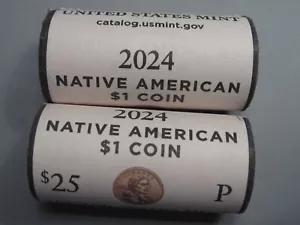 UNITED STATES MINT
catalog.usmint.gov
2024
NATIVE AMERICAN
$1 COIN
2024
NATIVE AMERICAN
$1 COIN
$25
P